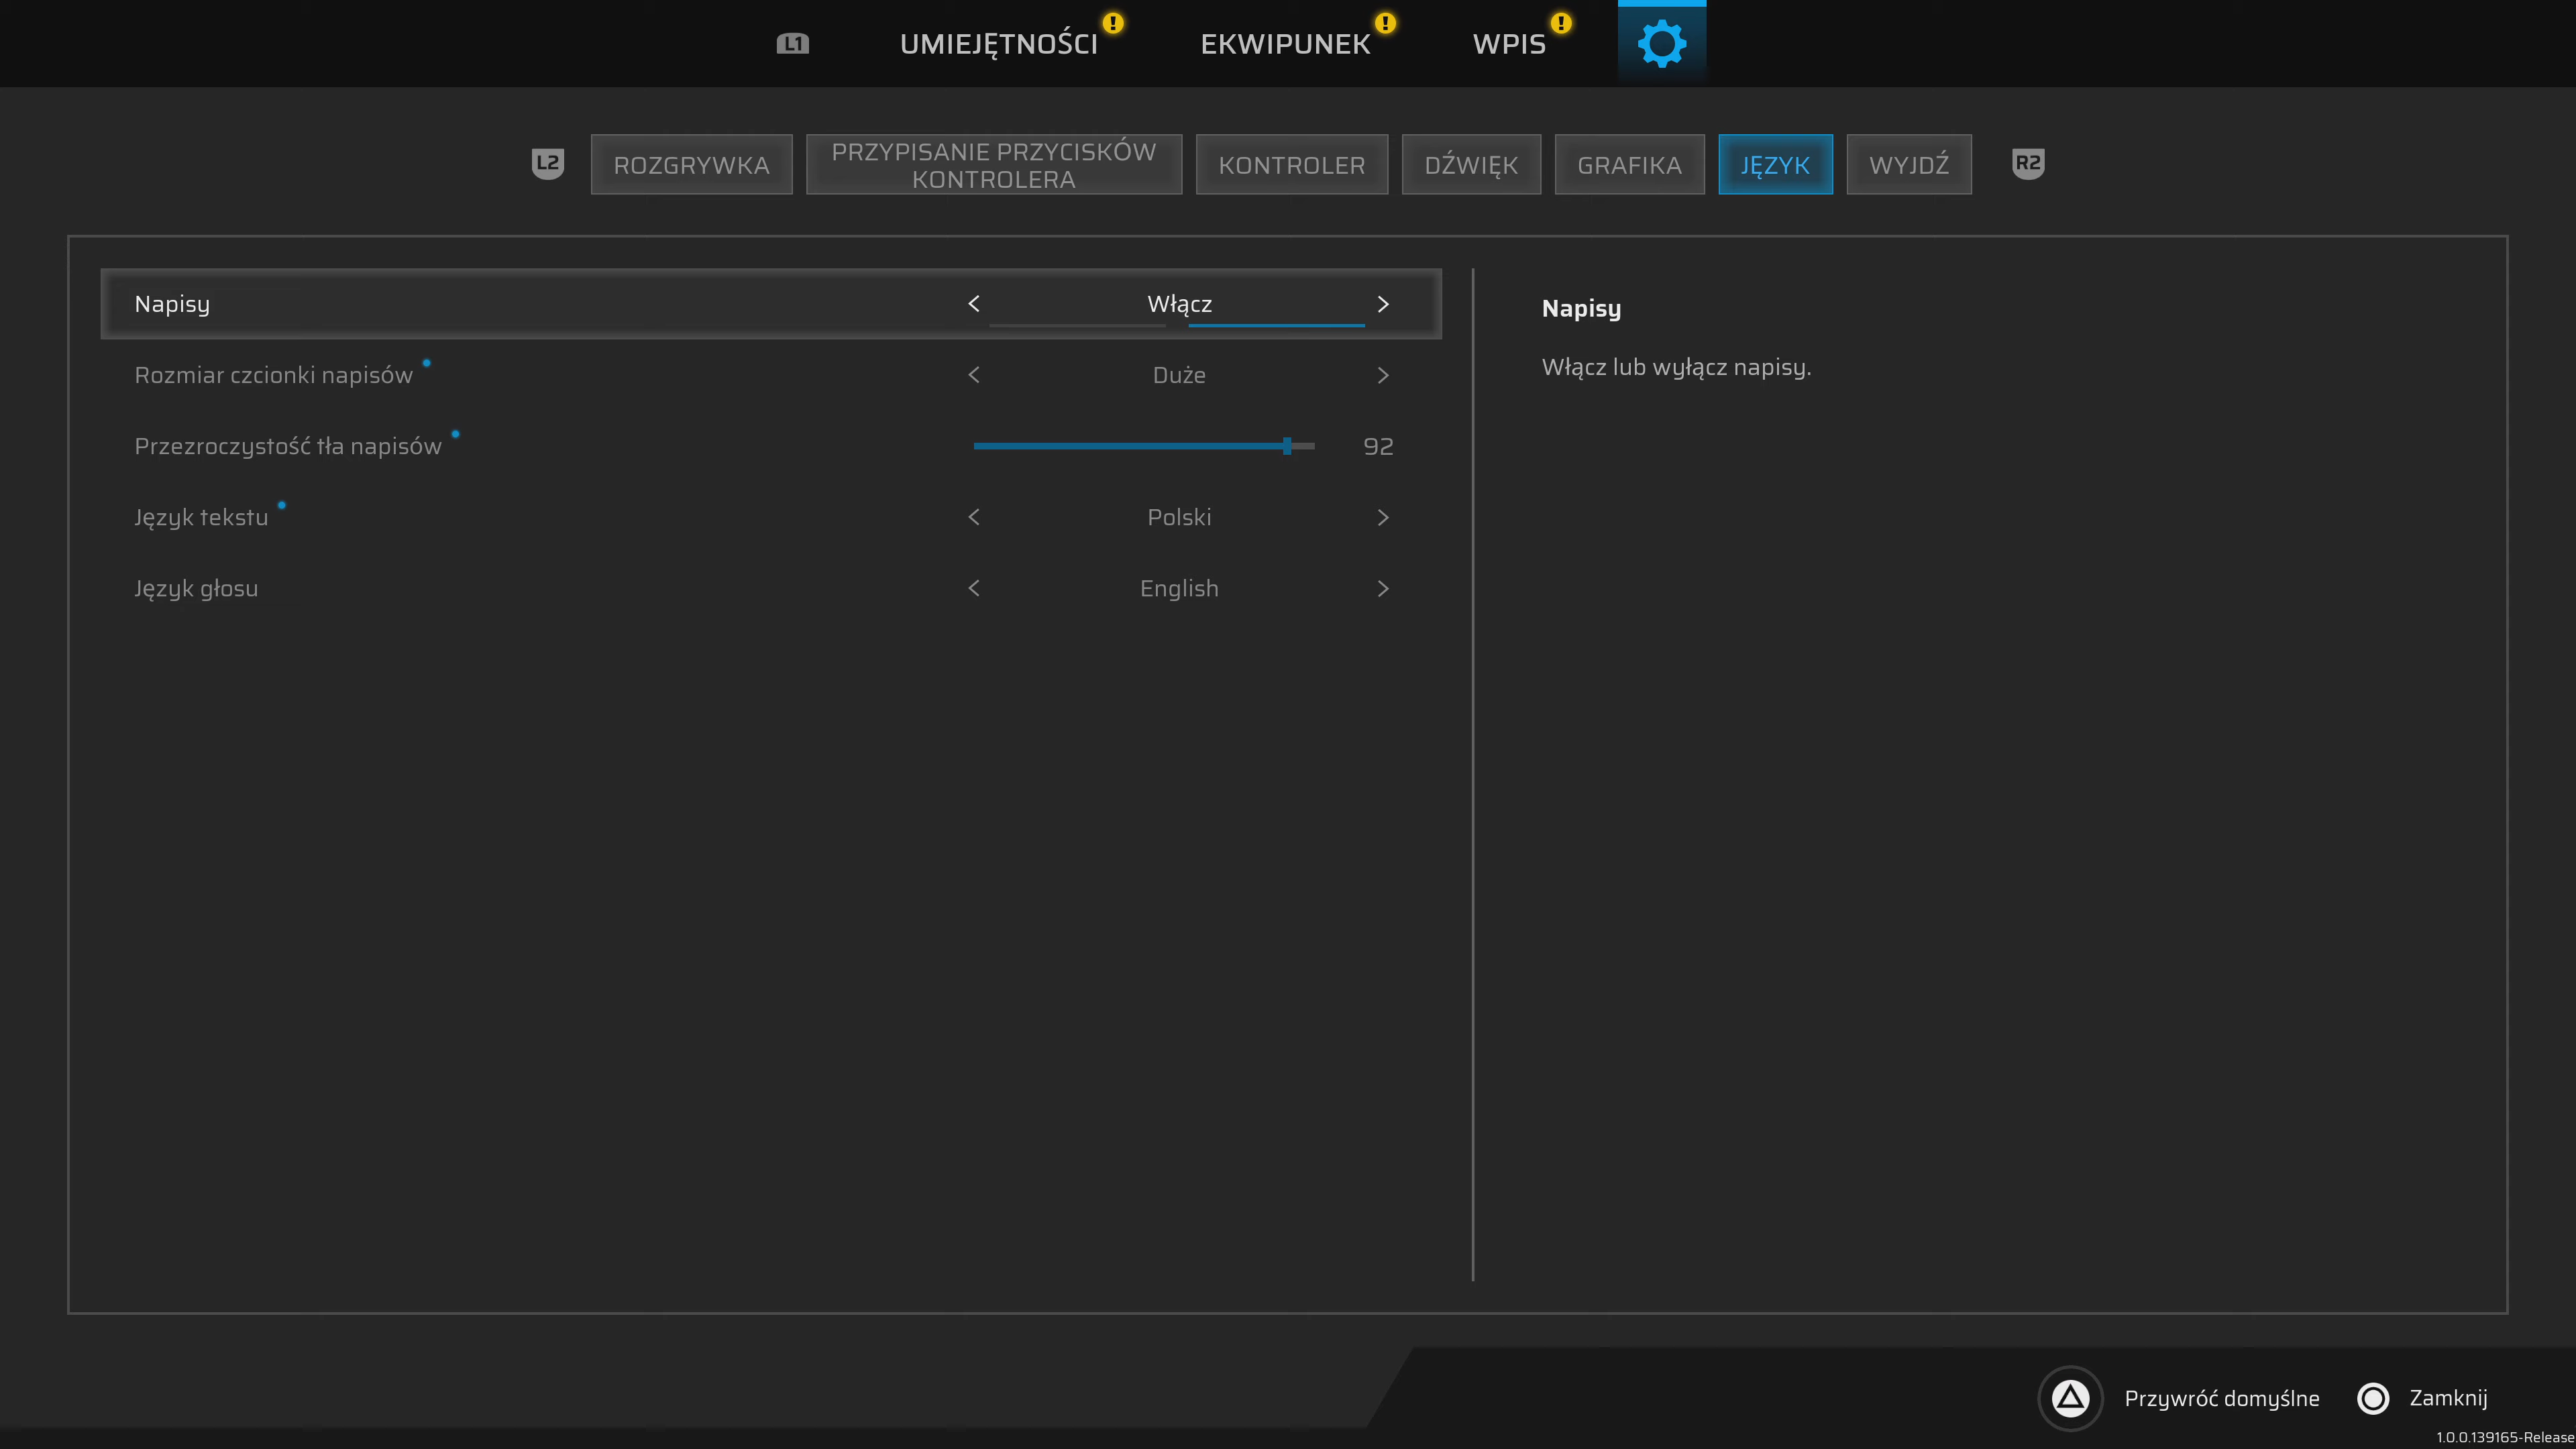 L1
UMIEJĘTNOŚCI !
EKWIPUNEK !
WPIS !
L2
ROZGRYWKA
PRZYPISANIE PRZYCISKÓW
KONTROLERA
KONTROLER
DŹWIĘK
GRAFIKA
JĘZYK
WYJDŹ
R2
Napisy
Włącz
Rozmiar czcionki napisów
Duże
Przezroczystość tła napisów
92
Język tekstu
Polski
Język głosu
English
Napisy
Włącz lub wyłącz napisy.
Przywróć domyślne
Zamknij
1.0.0.139165-Release